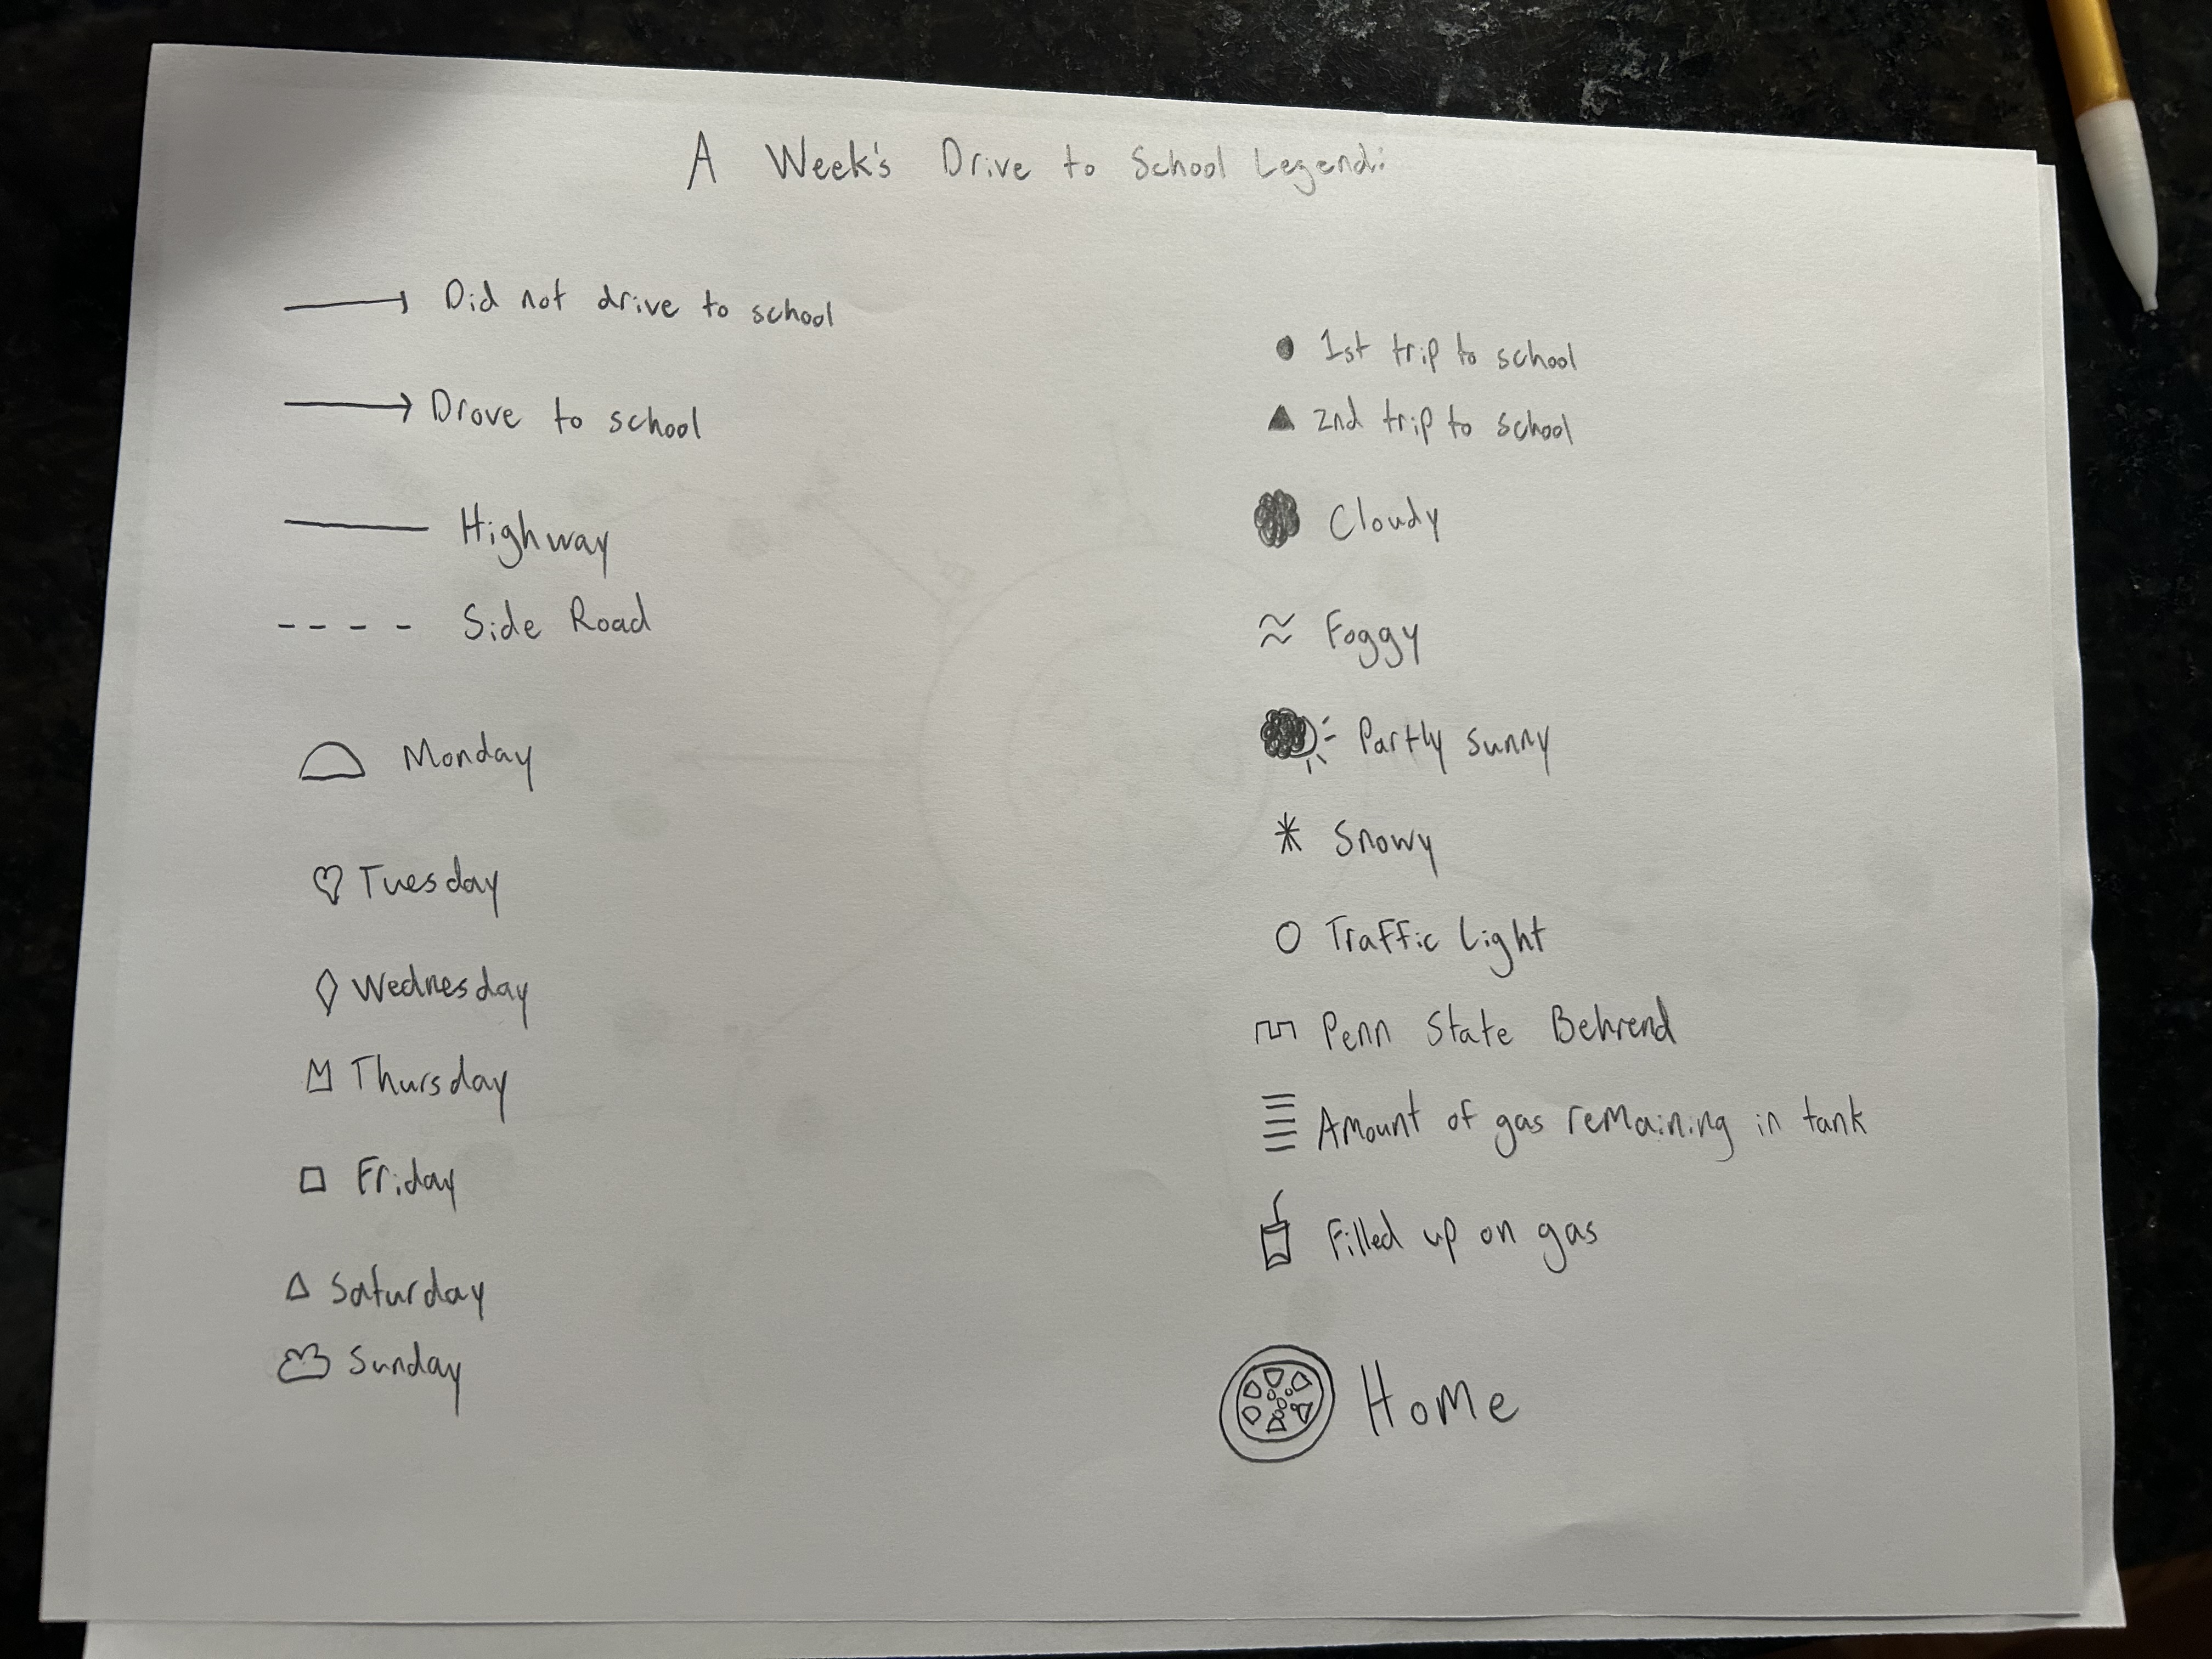 A Week's Drive to School Legend:
Did not drive to school
Drove to school
Highway
Side Road
Monday
Tuesday
Wednesday
Thursday
Friday
Saturday
Sunday
1st trip to school
2nd trip to school
Cloudy
Foggy
Partly sunny
Snowy
Traffic Light
Penn State Behrend
Amount of gas remaining in tank
Filled up on gas
Home